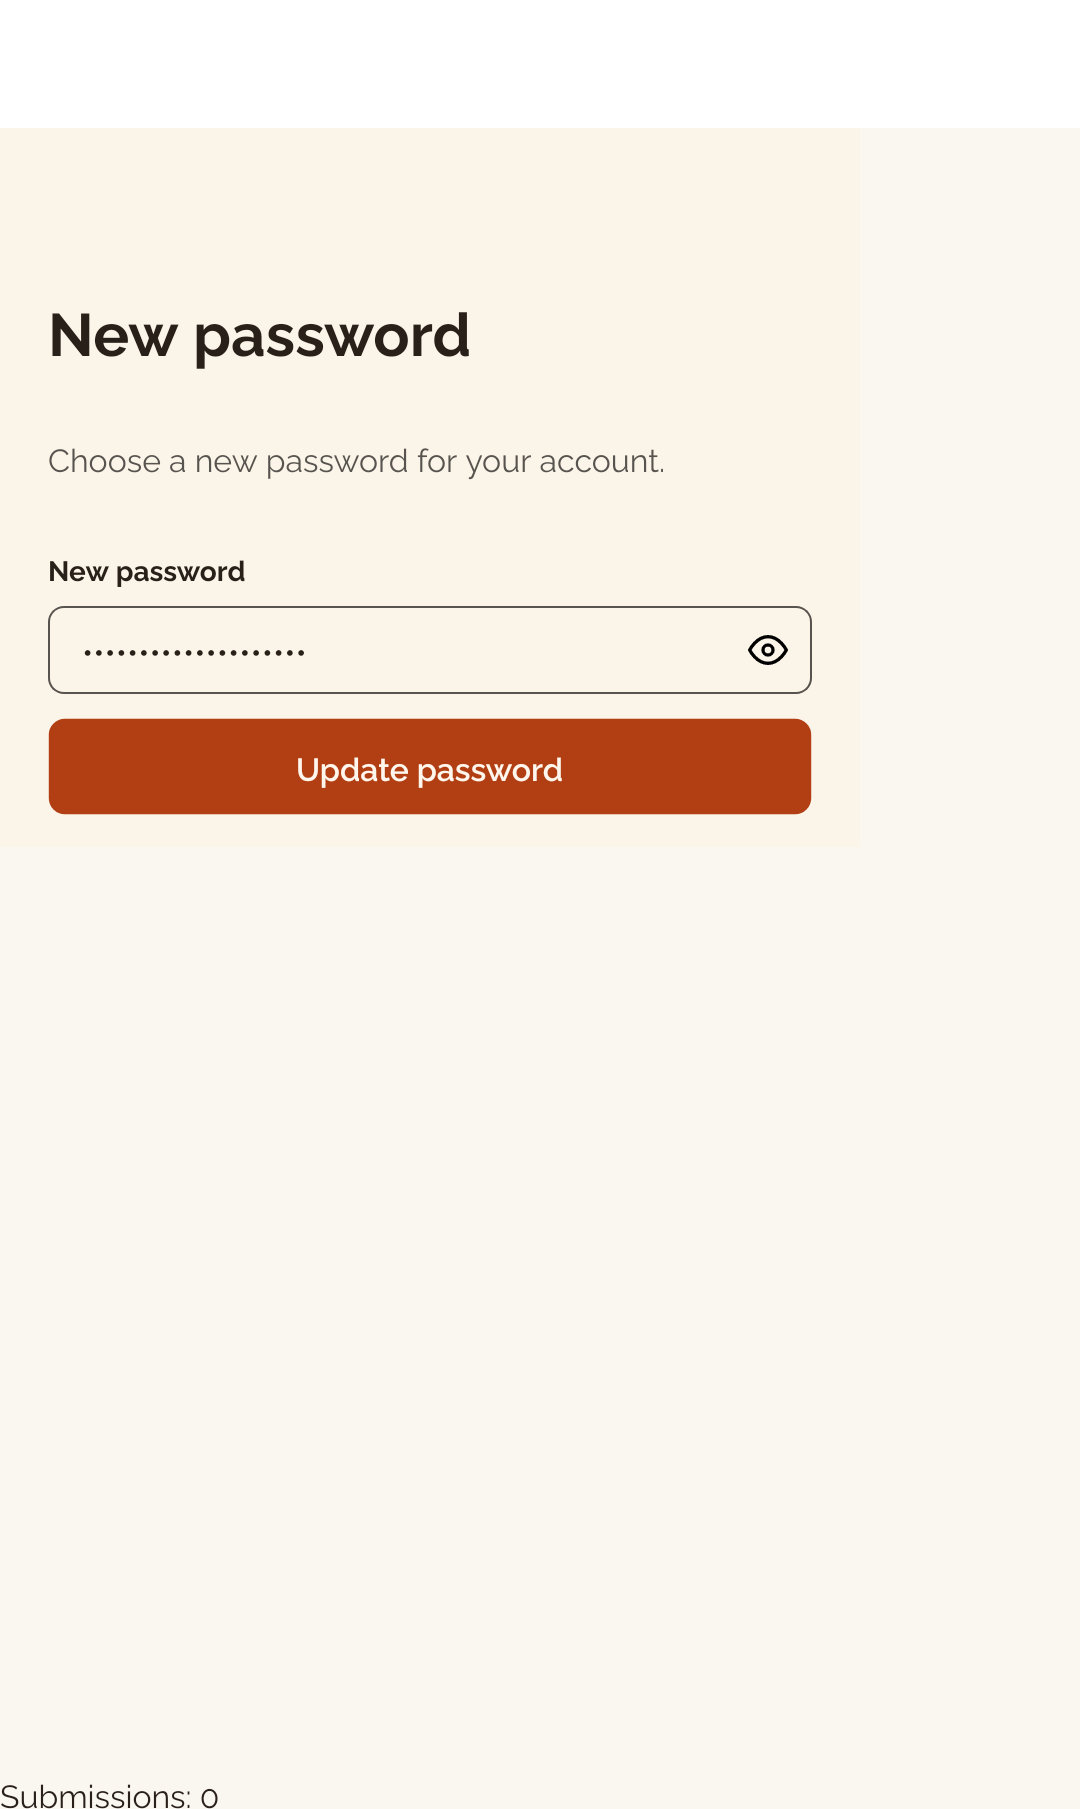 New password
Choose a new password for your account.
New password
••••••••••••••••••••
Update password
Submissions: 0